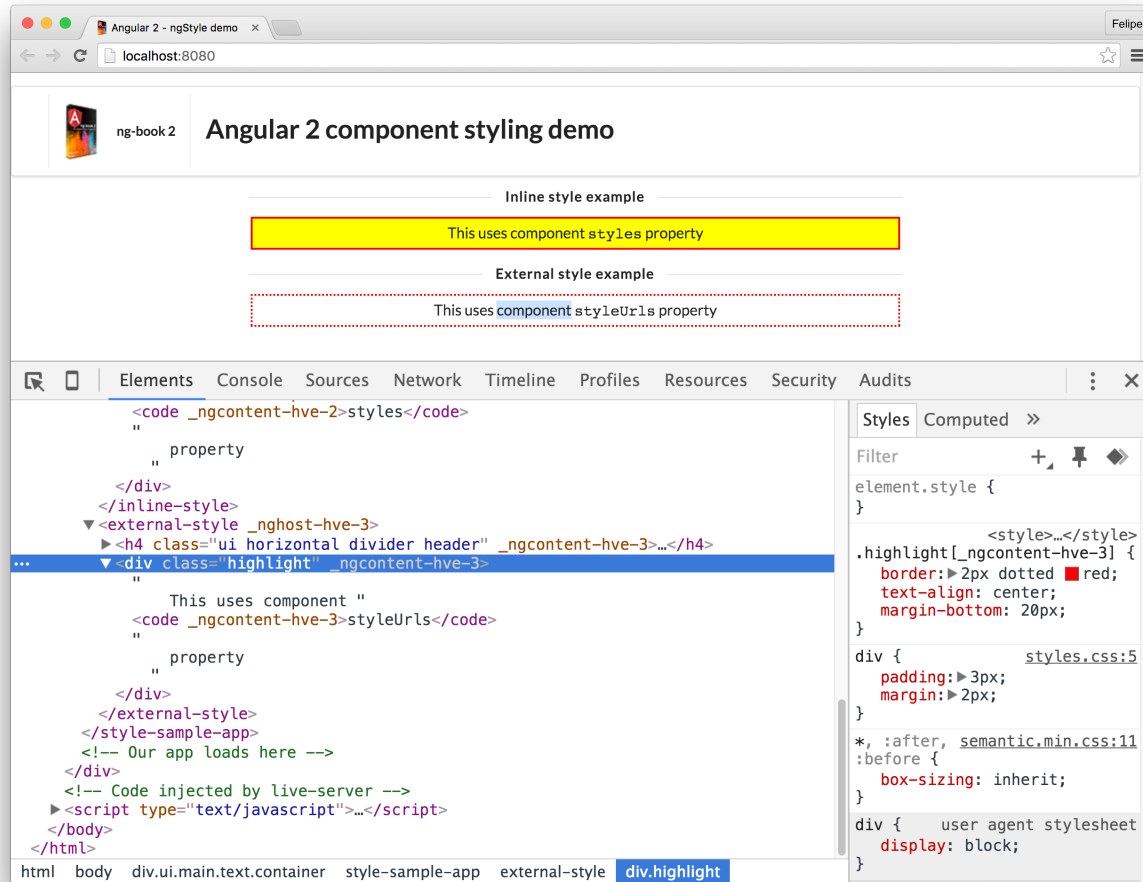 Angular 2 - ngStyle demo ×
Felipe
localhost:8080
ng-book 2
Angular 2 component styling demo
Inline style example
This uses component styles property
External style example
This uses component styleUrls property
Elements Console Sources Network Timeline Profiles Resources Security Audits
<code _ngcontent-hve-2>styles</code>
"
property
"
</div>
</inline-style>
▼<external-style _nghost-hve-3>
▶<h4 class="ui horizontal divider header" _ngcontent-hve-3>…</h4>
… ▼<div class="highlight" _ngcontent-hve-3>
"
This uses component "
<code _ngcontent-hve-3>styleUrls</code>
"
property
"
</div>
</external-style>
</style-sample-app>
<!-- Our app loads here -->
</div>
<!-- Code injected by live-server -->
▶<script type="text/javascript">…</script>
</body>
</html>
html body div.ui.main.text.container style-sample-app external-style div.highlight
Styles Computed »
Filter
element.style {
}
<style>…</style>
.highlight[_ngcontent-hve-3] {
border:▶2px dotted red;
text-align: center;
margin-bottom: 20px;
}
div { styles.css:5
padding:▶3px;
margin:▶2px;
}
*, :after, semantic.min.css:11
:before {
box-sizing: inherit;
}
div { user agent stylesheet
display: block;
}